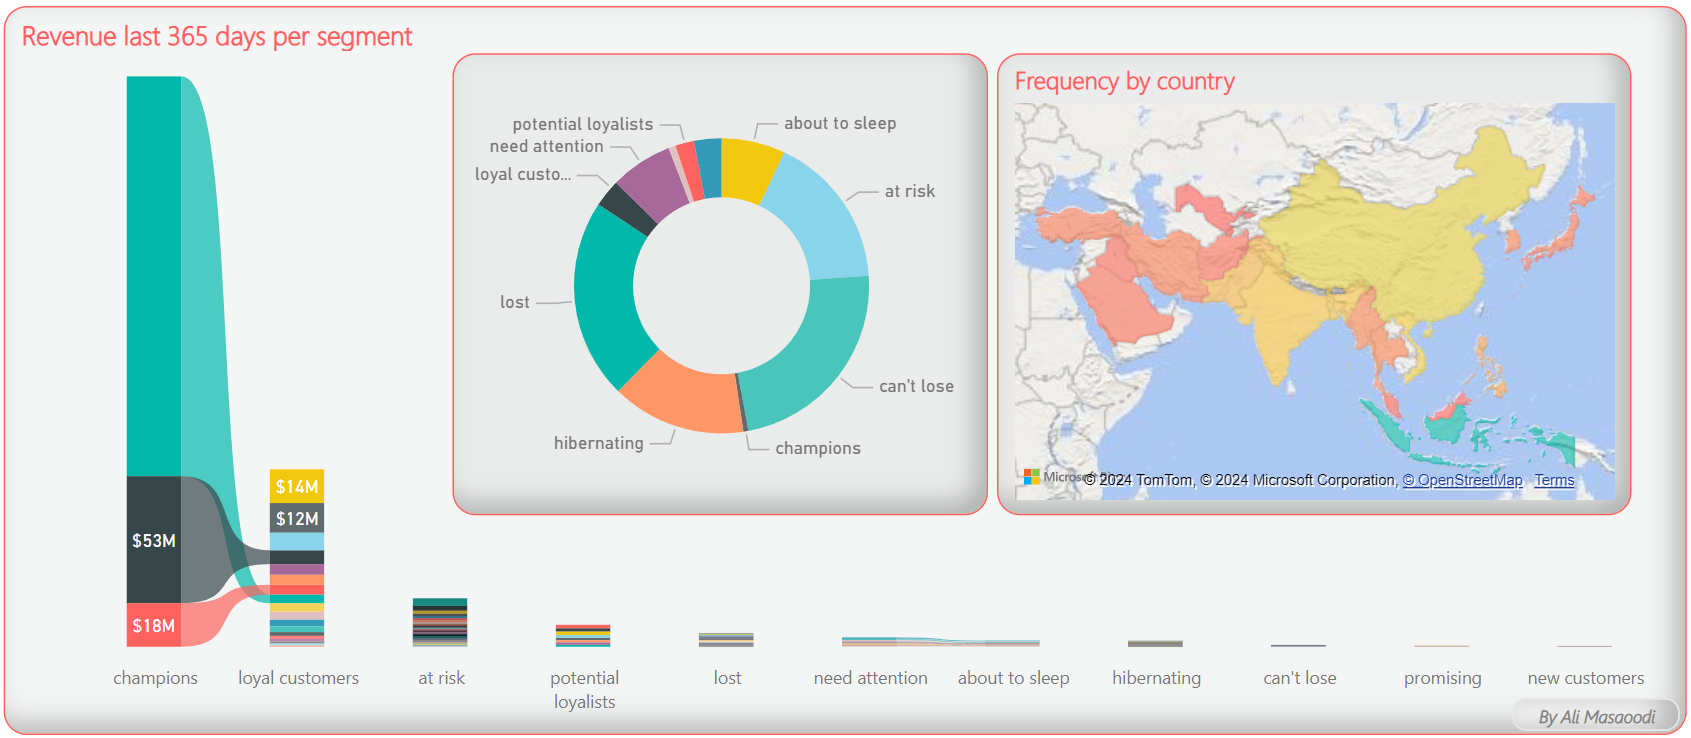 Revenue last 365 days per segment
$53M
$18M
$14M
$12M
champions
loyal customers
at risk
potential
loyalists
lost
need attention
about to sleep
hibernating
can't lose
promising
new customers
potential loyalists
need attention
loyal custo...
lost
hibernating
about to sleep
at risk
can't lose
champions
Frequency by country
© 2024 TomTom, © 2024 Microsoft Corporation, © OpenStreetMap Terms
By Ali Masaoodi